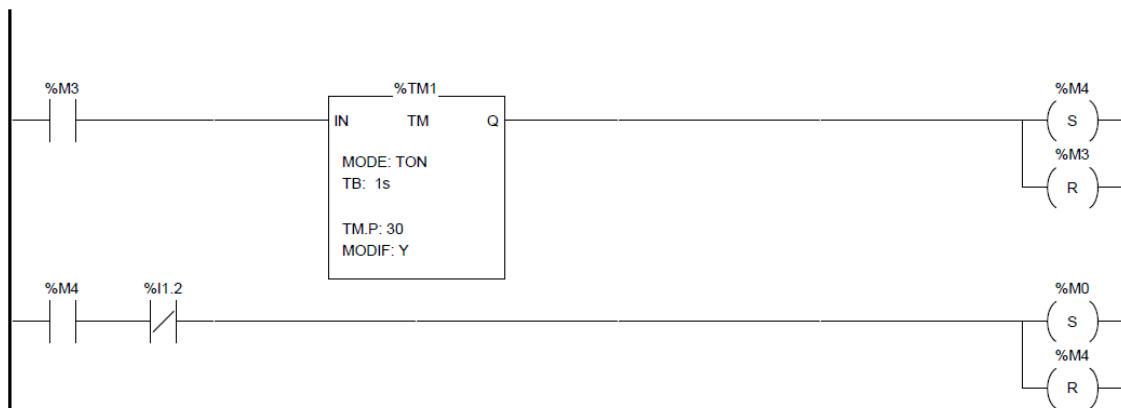 %M3
%TM1
%M4
IN TM Q
S
%M3
MODE: TON
TB: 1s
R
TM.P: 30
MODIF: Y
%M4 %I1.2 %M0
S
%M4
R